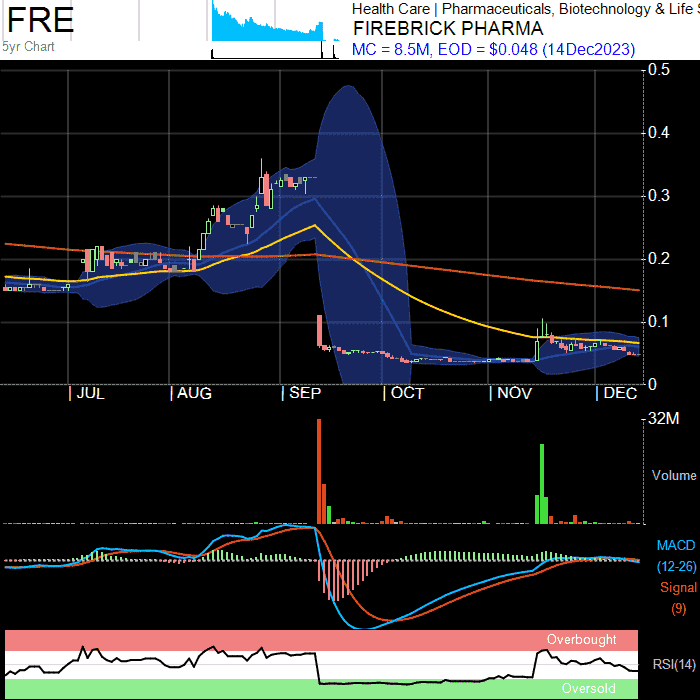 FRE
5yr Chart
Health Care | Pharmaceuticals, Biotechnology & Life S
FIREBRICK PHARMA
MC = 8.5M, EOD = $0.048 (14Dec2023)
0.5
0.4
0.3
0.2
0.1
0
JUL AUG SEP OCT NOV DEC
32M
Volume
MACD
(12-26)
Signal
(9)
Overbought
RSI(14)
Oversold